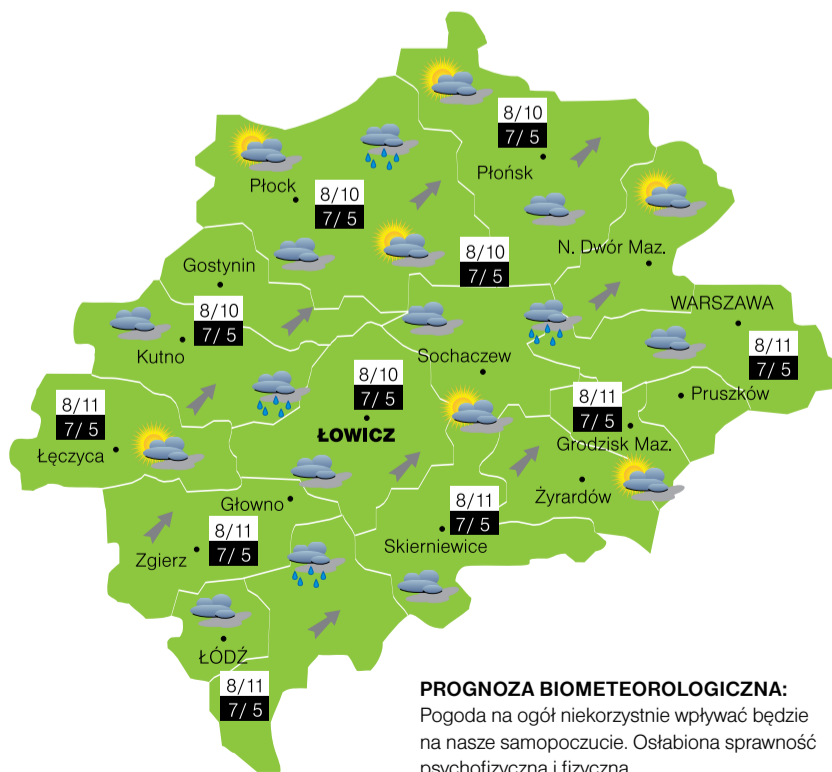 8/10
7/ 5
Płońsk
Płock
8/10
7/ 5
8/10
7/ 5
N. Dwór Maz.
Gostynin
WARSZAWA
8/10
7/ 5
Kutno
Sochaczew
8/11
7/ 5
8/10
7/ 5
ŁOWICZ
8/11
7/ 5
Pruszków
8/11
7/ 5
Grodzisk Maz.
Łęczyca
Głowno
Żyrardów
8/11
7/ 5
Skierniewice
8/11
7/ 5
Zgierz
ŁÓDŹ
8/11
7/ 5
PROGNOZA BIOMETEOROLOGICZNA:
Pogoda na ogół niekorzystnie wpływać będzie
na nasze samopoczucie. Osłabiona sprawność
psychofizyczna i fizyczna